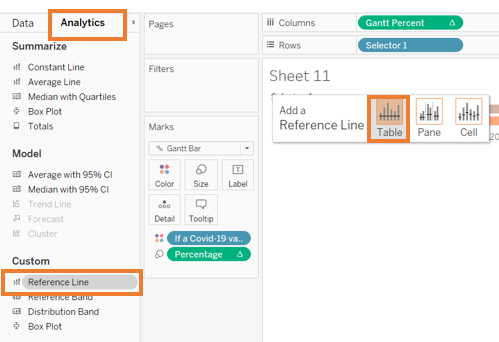 Data
Analytics
Summarize
Constant Line
Average Line
Median with Quartiles
Box Plot
Totals
Model
Average with 95% CI
Median with 95% CI
Trend Line
Forecast
Cluster
Custom
Reference Line
Reference Band
Distribution Band
Box Plot
Pages
Filters
Marks
Gantt Bar
Color Size Label
Detail Tooltip
If a Covid-19 va..
Percentage
Columns Gantt Percent
Rows Selector 1
Sheet 11
Add a
Reference Line
Table Pane Cell
20